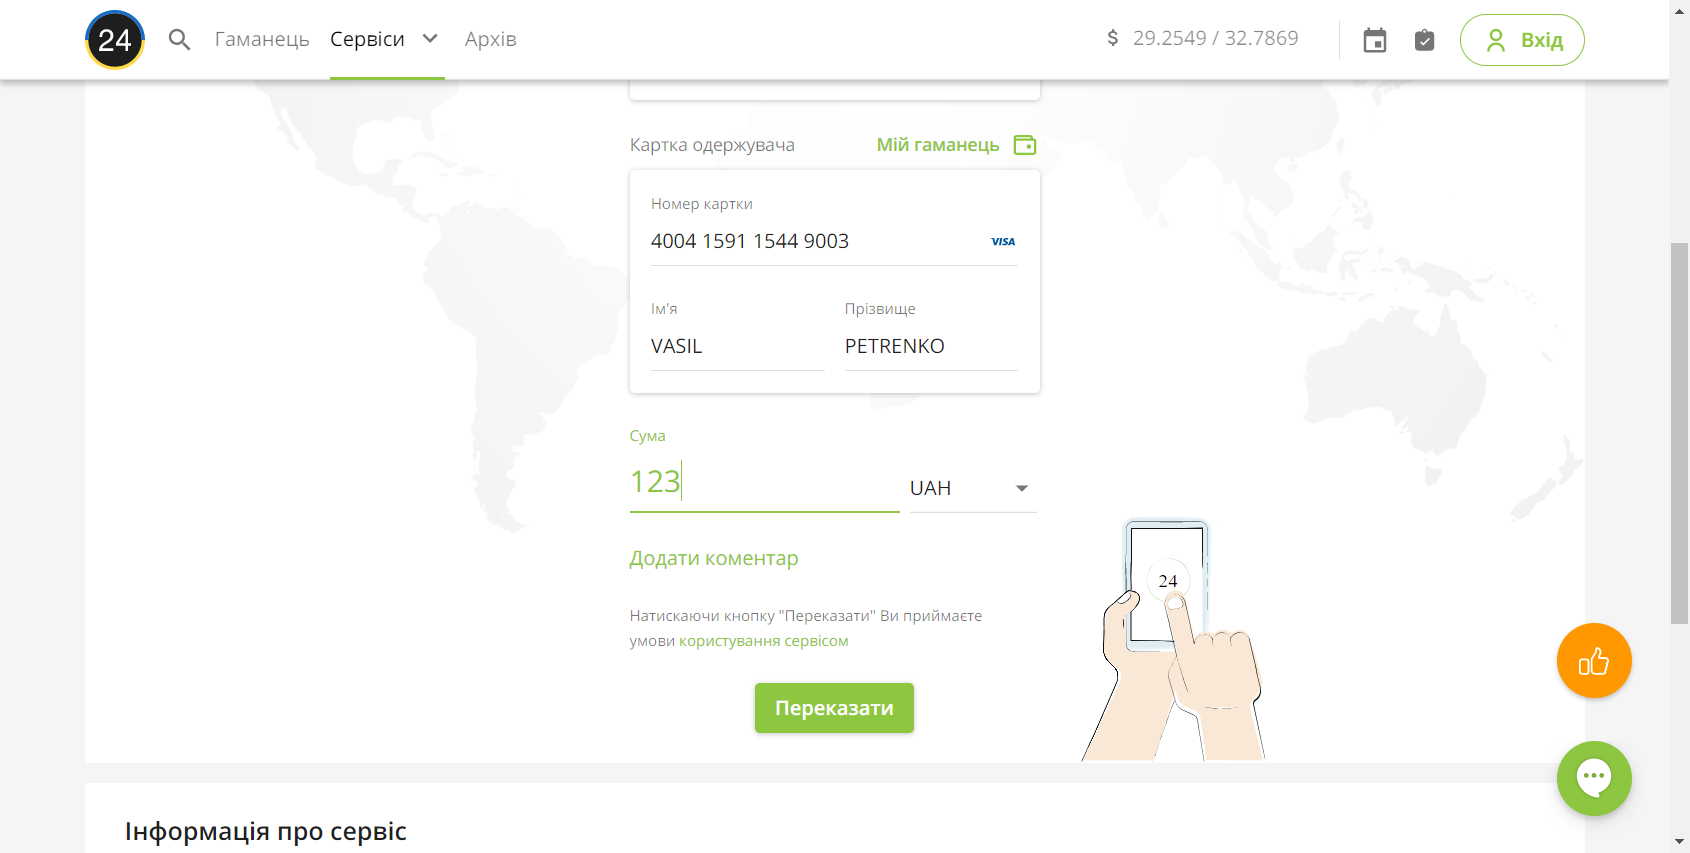 24
Гаманець
Сервіси
Архів
$ 29.2549 / 32.7869
Вхід
Картка одержувача
Мій гаманець
Номер картки
4004 1591 1544 9003
VISA
Ім'я
Прізвище
VASIL
PETRENKO
Сума
123
UAH
Додати коментар
24
Натискаючи кнопку "Переказати" Ви приймаєте
умови користування сервісом
Переказати
Інформація про сервіс